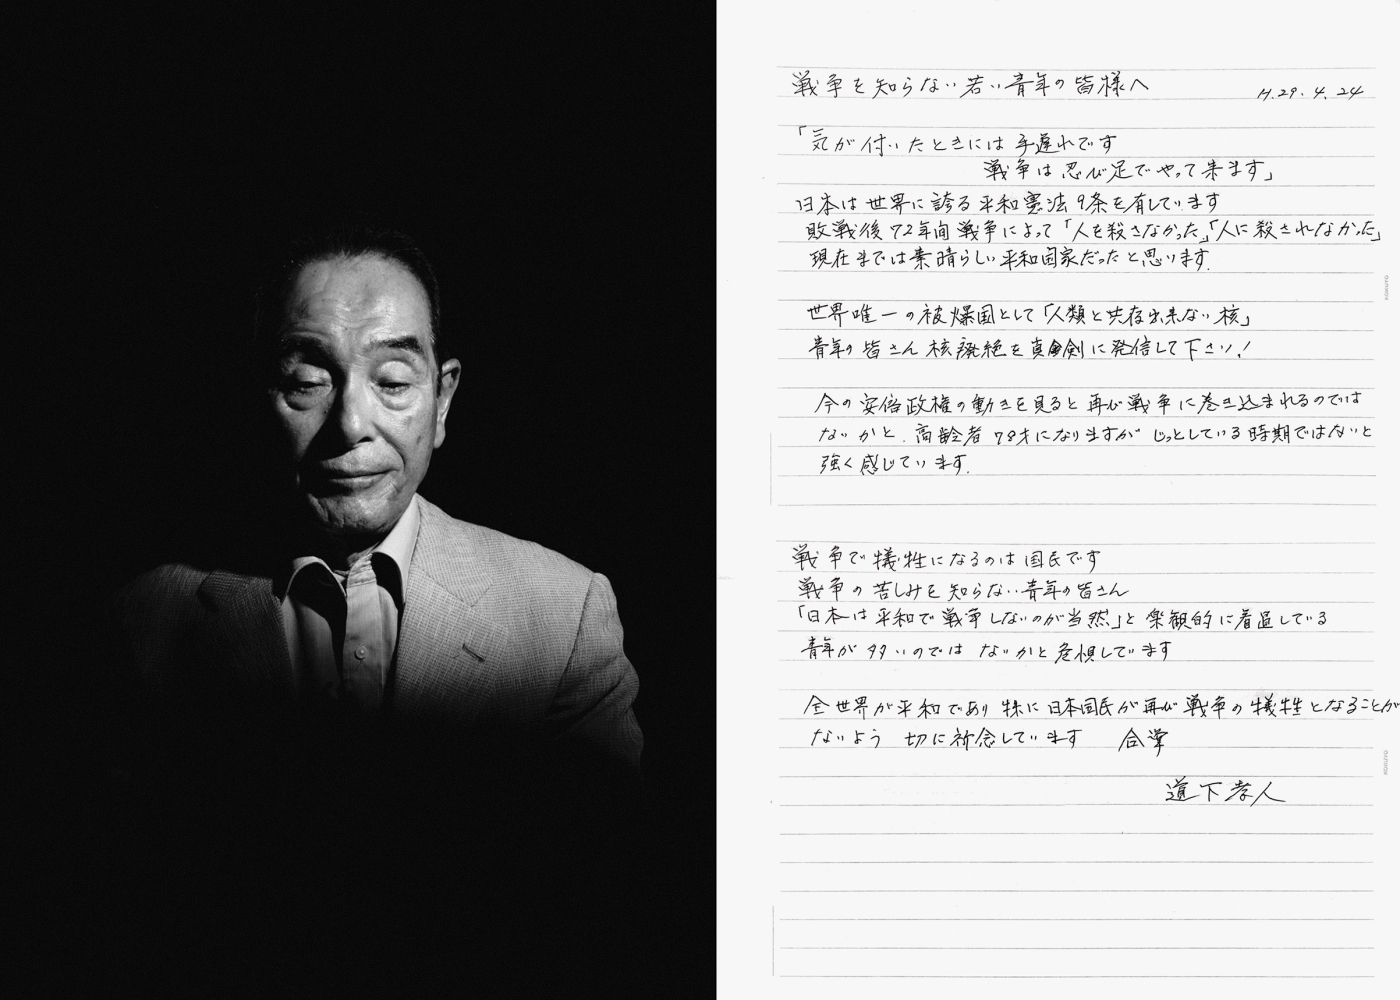 戦争を知らない若い青年の皆様へ
H.29.4.24
「気が付いたときには手遅れです
戦争は忍び足でやって来ます」
日本は世界に誇る平和憲法9条を有しています
敗戦後72年間戦争によって「人を殺さなかった」「人に殺されなかった」
現在までは素晴らしい平和国家だったと思います.
世界唯一の被爆国として「人類と共存出来ない核」
青年の皆さん核廃絶を真剣に発信して下さい!
今の安倍政権の動きを見ると再び戦争に巻き込まれるのでは
ないかと.高齢者78才になりますがじっとしている時期ではないと
強く感じています.
戦争で犠牲になるのは国民です
戦争の苦しみを知らない青年の皆さん
「日本は平和で戦争しないのが当然」と楽観的に看過している
青年が多いのではないかと危惧しています
全世界が平和であり特に日本国民が再び戦争の犠牲となることが
ないよう切に祈念しています 合掌
道下孝人
KOKUYO
KOKUYO